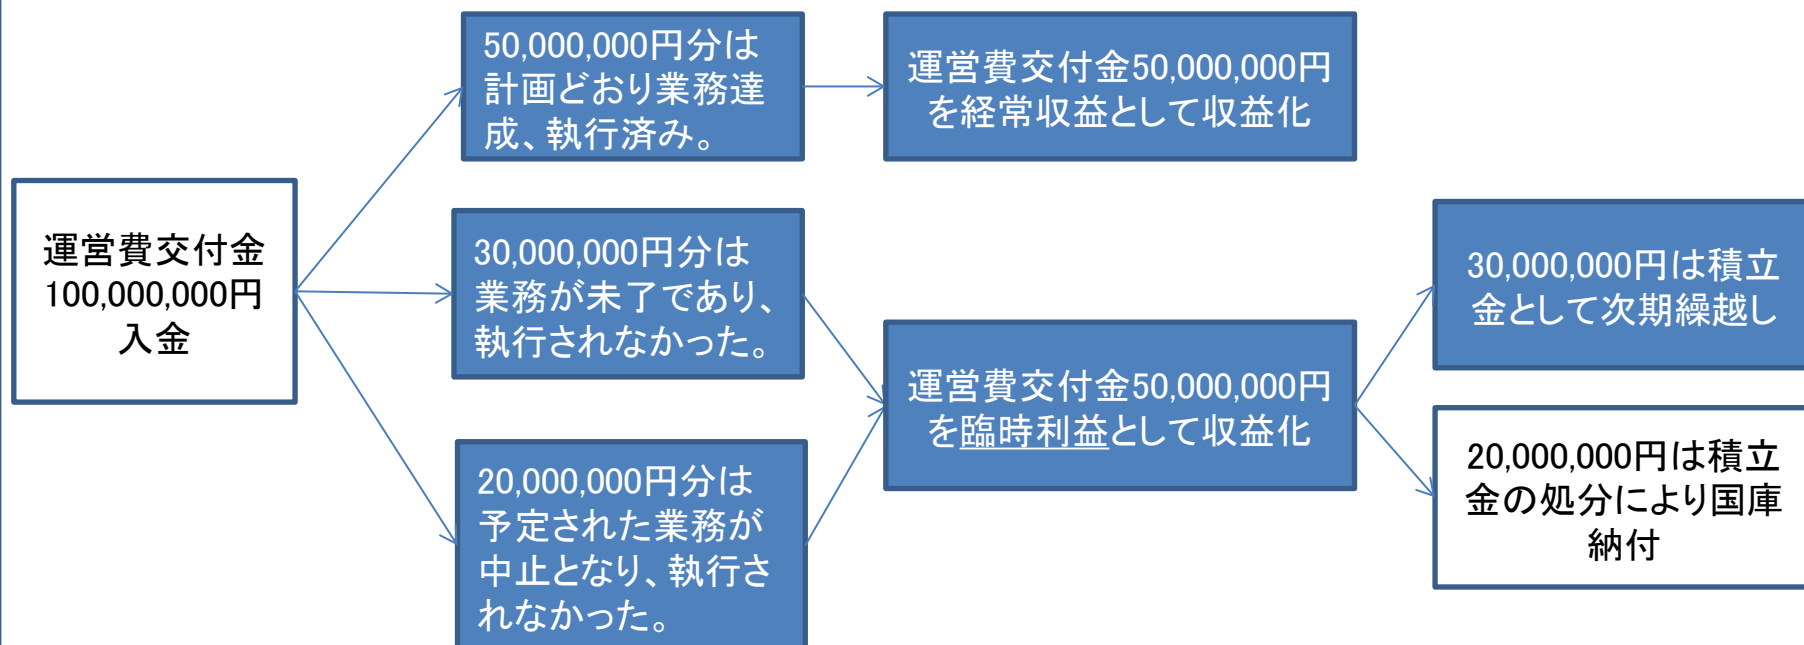 運営費交付金
100,000,000円
入金
50,000,000円分は
計画どおり業務達
成、執行済み。
運営費交付金50,000,000円
を経常収益として収益化
30,000,000円分は
業務が未了であり、
執行されなかった。
20,000,000円分は
予定された業務が
中止となり、執行さ
れなかった。
運営費交付金50,000,000円
を臨時利益として収益化
30,000,000円は積立
金として次期繰越し
20,000,000円は積立
金の処分により国庫
納付